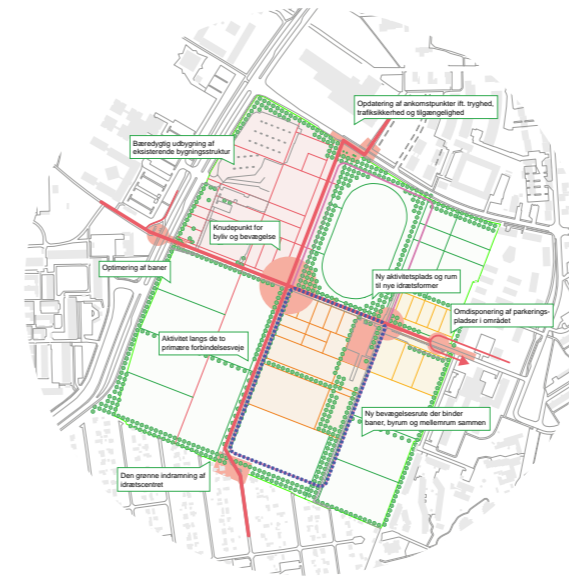 Opdatering af ankomstpunkter ift. tryghed,
trafiksikkerhed og tilgængelighed
Bæredygtig udbygning af
eksisterende bygningsstruktur
Knudepunkt for
byliv og bevægelse
Optimering af baner
Ny aktivitetsplads og rum
til nye idrætsformer
Omdisponering af parkerings-
pladser i området
Aktivitet langs de to
primære forbindelsesveje
Ny bevægelsesrute der binder
baner, byrum og mellemrum sammen
Den grønne indramning af
idrætscentret